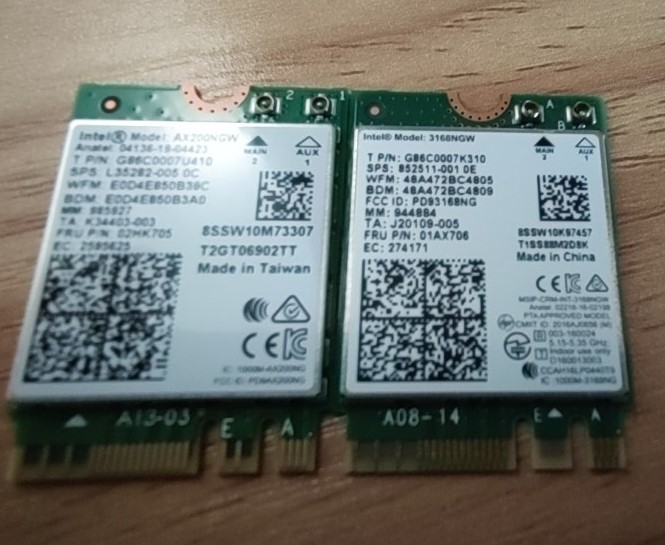 2 1
Intel® Model: AX200NGW
Anatel: 04136-18-04423
MAIN AUX
2 1
T P/N: G86C0007U410
SPS: L35282-005 0C
WFM: E0D4E850B39C
BDM: E0D4E850B3A0
MM: 985927
TA: K34403-003
FRU P/N: 02HK705
EC: 2585625
8SSW10M73307
T2GT06902TT
Made in Taiwan
CE
IC: 1000M-AX200NG
FCC ID: PD9AX200NG
A13-03
E A
A
B
Intel® Model: 3168NGW
MAIN AUX
2 1
T P/N: G86C0007K310
SPS: 852511-001 0E
WFM: 48A472BC4805
BDM: 48A472BC4809
FCC ID: PD93168NG
MM: 944884
TA: J20109-005
FRU P/N: 01AX706
EC: 274171
8SSW10K97457
T1SS88M2D8K
Made in China
CE
MSIP-CRM-INT-3168NGW
Anatel: 02216-16-02198
PTA APPROVED MODEL
CMIIT ID: 2016AJ0656 (M)
R 003-160024
5.15-5.35 GHz
Indoor use only
D160013003
CCAH16LP0440T9
IC: 1000M-3168NG
A08-14
E A